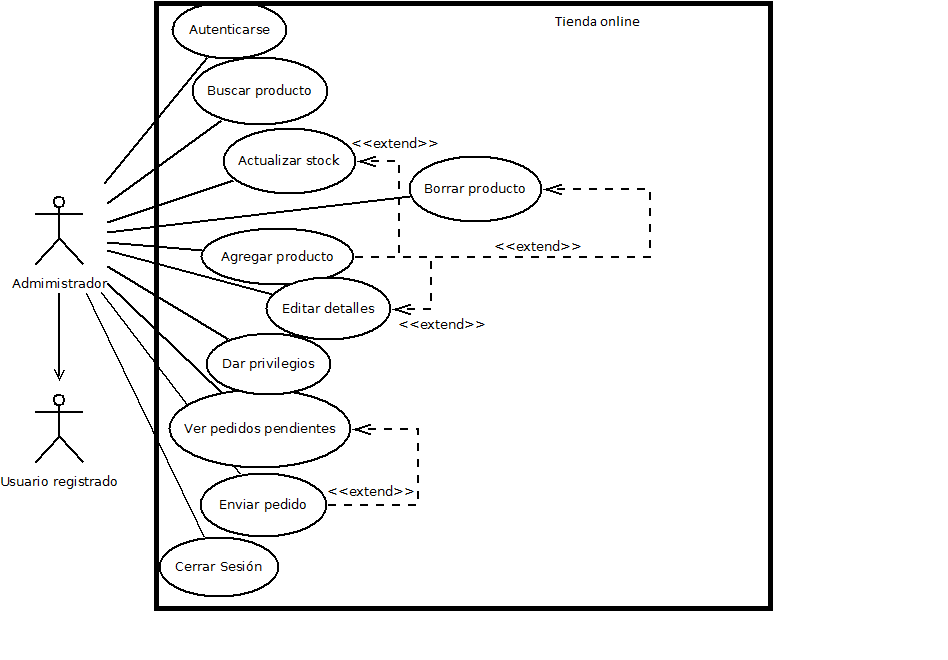 Tienda online
Autenticarse
Buscar producto
<<extend>>
Actualizar stock
Borrar producto
<<extend>>
Agregar producto
Admimistrador
Editar detalles
<<extend>>
Dar privilegios
Ver pedidos pendientes
Usuario registrado
<<extend>>
Enviar pedido
Cerrar Sesión